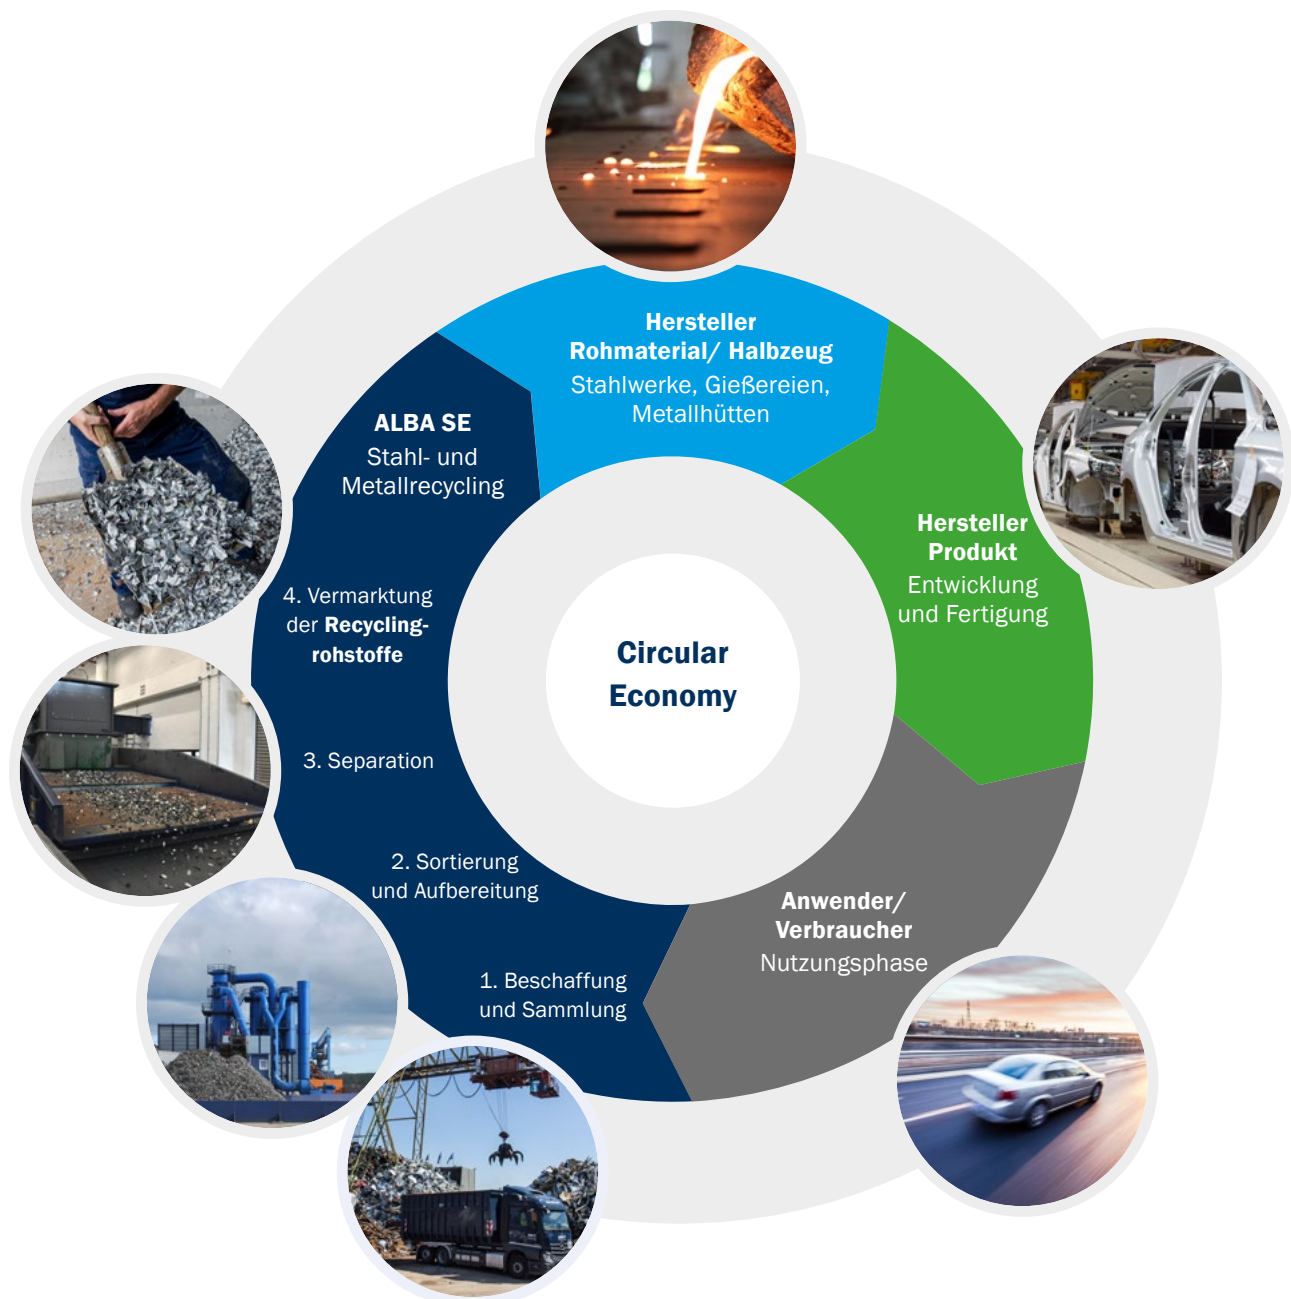 Hersteller
Rohmaterial/ Halbzeug
Stahlwerke, Gießereien,
Metallhütten
ALBA SE
Stahl- und
Metallrecycling
Hersteller
Produkt
Entwicklung
und Fertigung
4. Vermarktung
der Recycling-
rohstoffe
Circular
Economy
3. Separation
2. Sortierung
und Aufbereitung
Anwender/
Verbraucher
Nutzungsphase
1. Beschaffung
und Sammlung